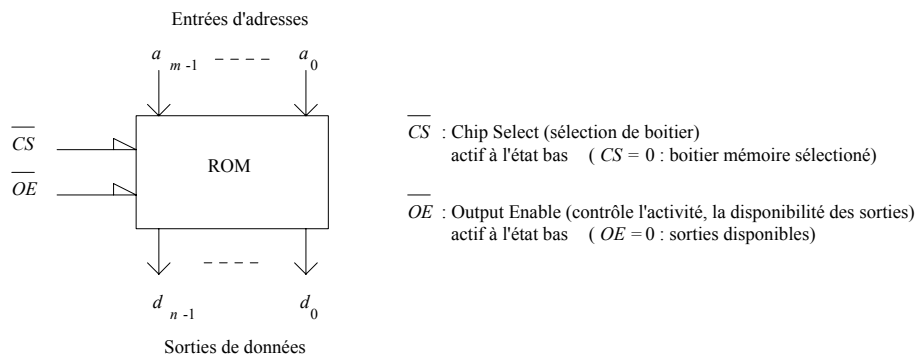 Entrées d'adresses
a m-1 a 0
CS
OE
ROM
d n-1 d 0
Sorties de données
CS : Chip Select (sélection de boitier)
actif à l'état bas ( CS = 0 : boitier mémoire sélectioné)
OE : Output Enable (contrôle l'activité, la disponibilité des sorties)
actif à l'état bas ( OE = 0 : sorties disponibles)